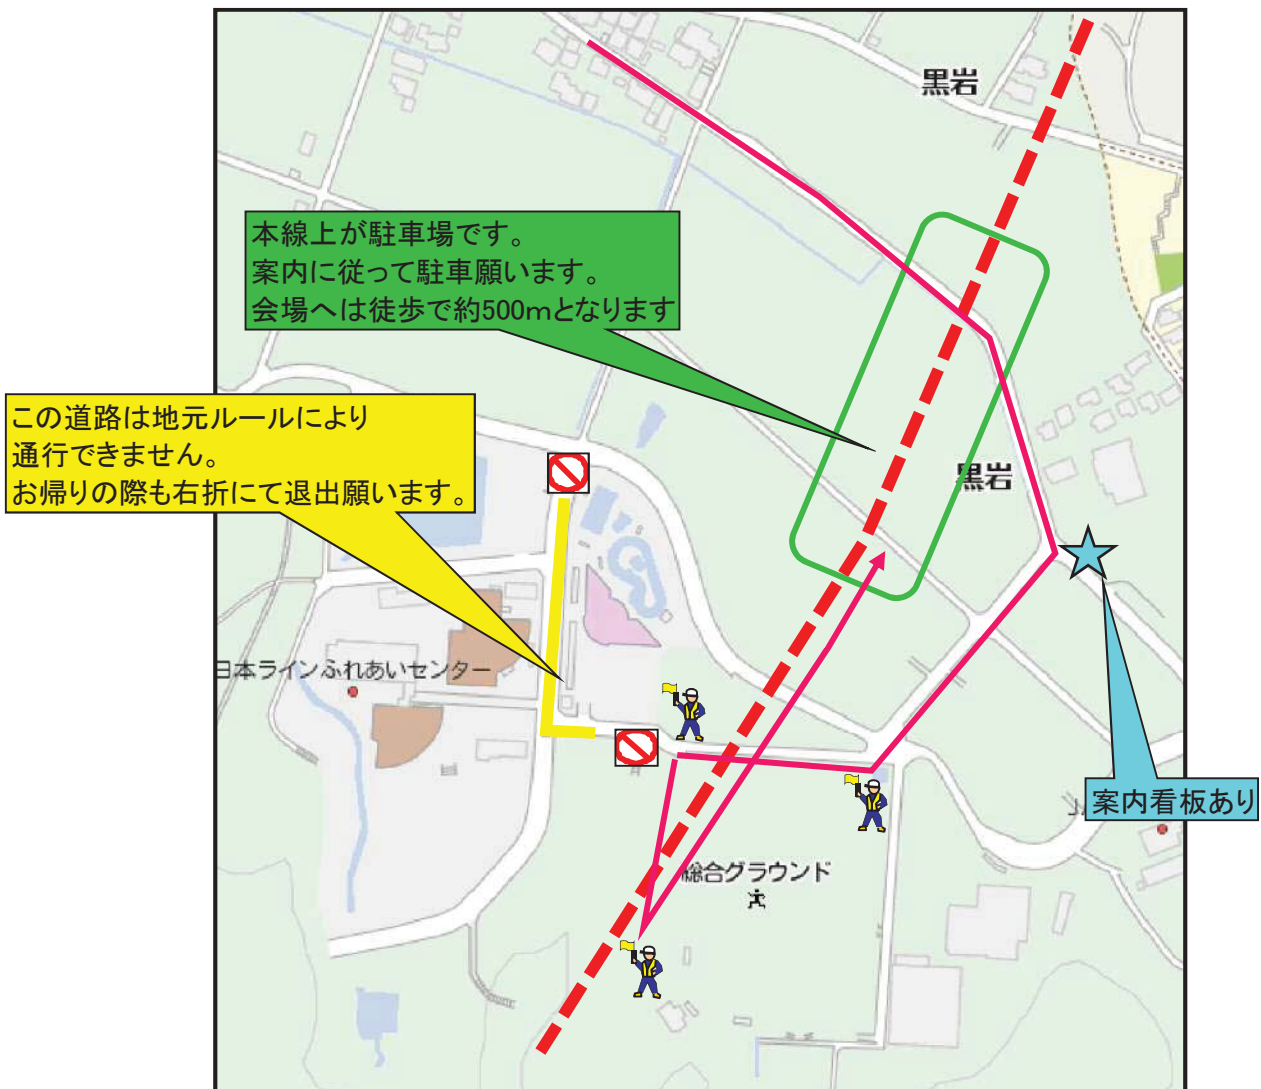 黒岩
本線上が駐車場です。
案内に従って駐車願います。
会場へは徒歩で約500mとなります
この道路は地元ルールにより
通行できません。
お帰りの際も右折にて退出願います。
黒岩
日本ラインふれあいセンター
案内看板あり
総合グラウンド